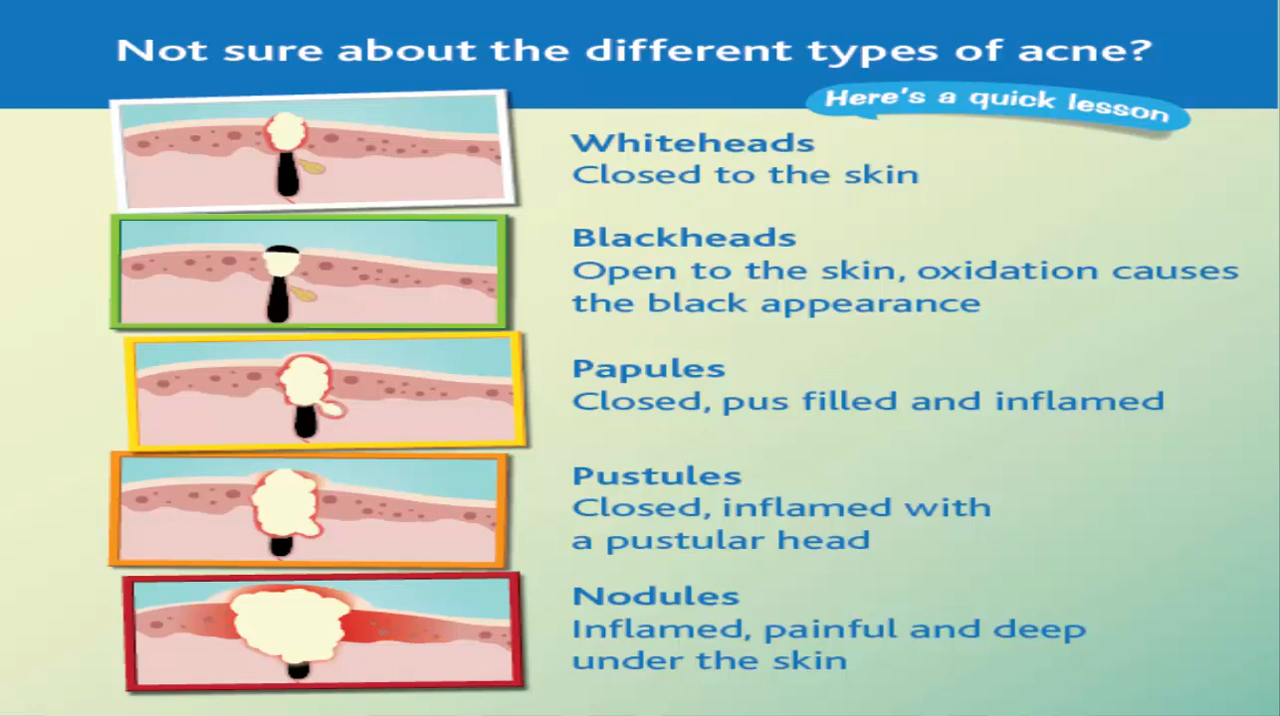 Not sure about the different types of acne?
Here's a quick lesson
Whiteheads
Closed to the skin
Blackheads
Open to the skin, oxidation causes
the black appearance
Papules
Closed, pus filled and inflamed
Pustules
Closed, inflamed with
a pustular head
Nodules
Inflamed, painful and deep
under the skin